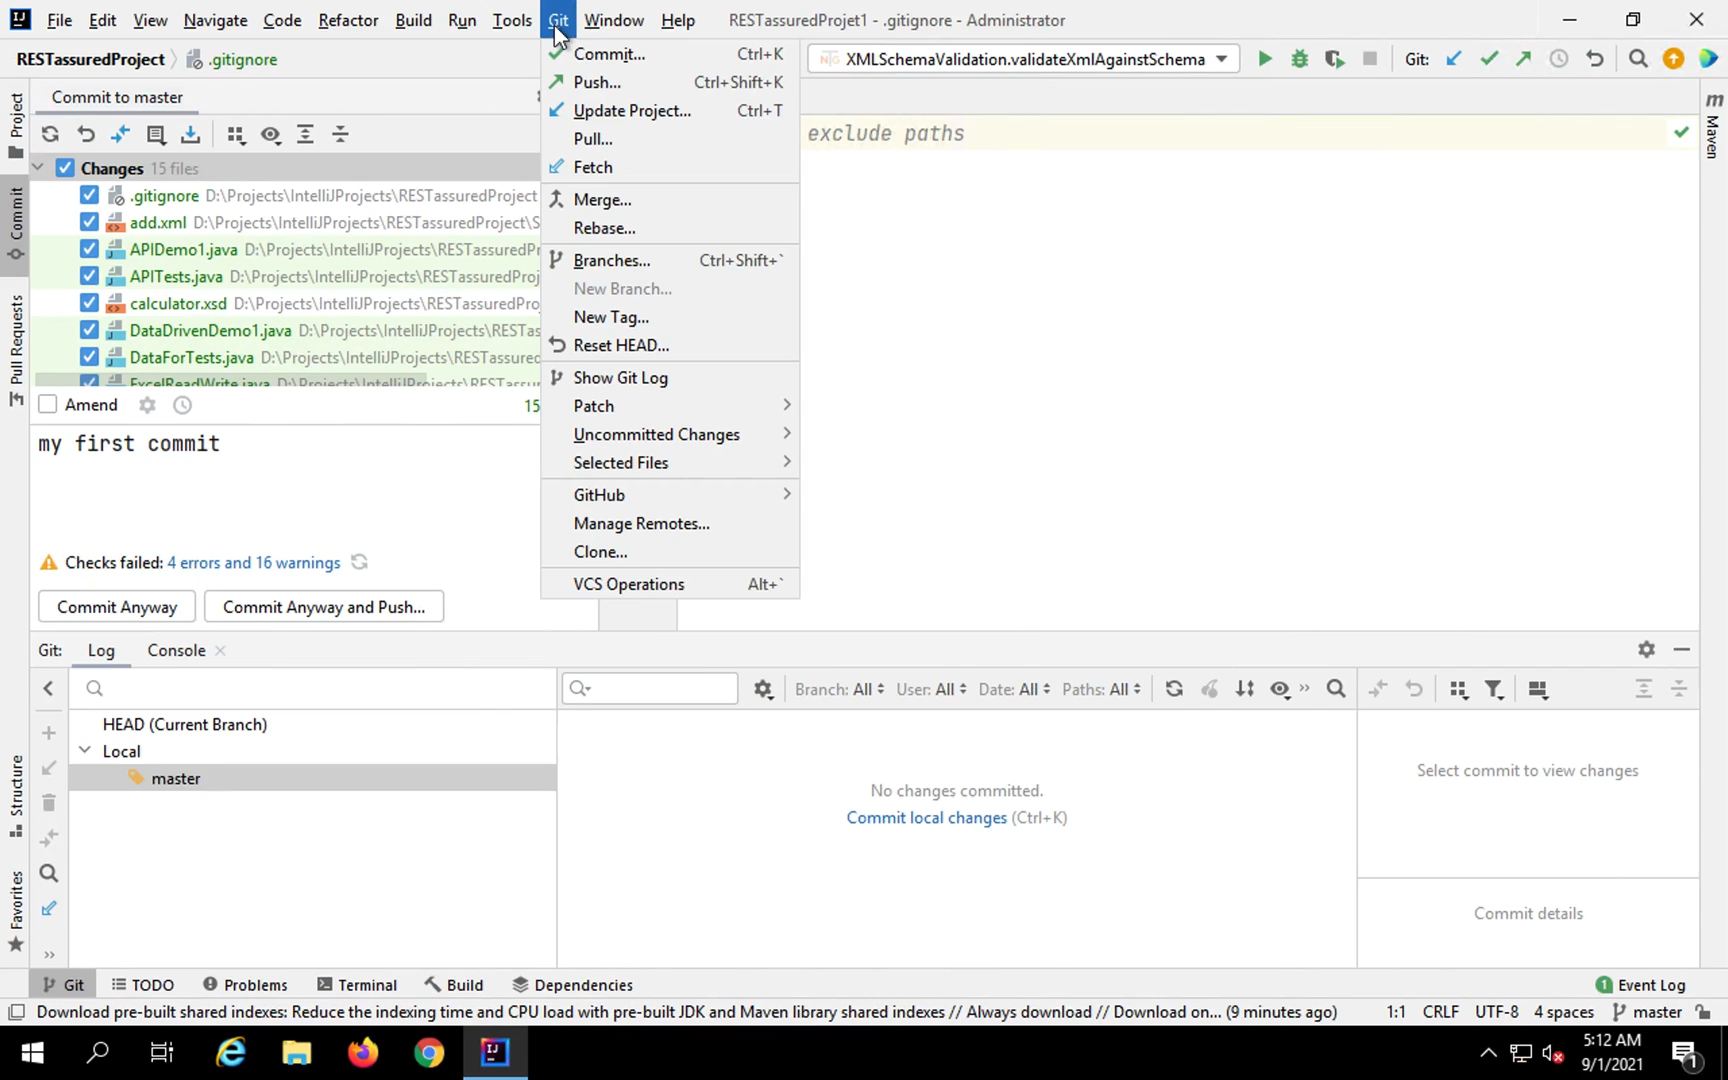 File Edit View Navigate Code Refactor Build Run Tools Git Window Help RESTassuredProjet1 - .gitignore - Administrator
RESTassuredProject .gitignore XMLSchemaValidation.validateXmlAgainstSchema Git:
Commit to master
exclude paths
Project
Commit
Pull Requests
Structure
Favorites
Maven
Changes 15 files
.gitignore D:\Projects\IntelliJProjects\RESTassuredProject
add.xml D:\Projects\IntelliJProjects\RESTassuredProject\S
APIDemo1.java D:\Projects\IntelliJProjects\RESTassuredPr
APITests.java D:\Projects\IntelliJProjects\RESTassuredProj
calculator.xsd D:\Projects\IntelliJProjects\RESTassuredPro
DataDrivenDemo1.java D:\Projects\IntelliJProjects\RESTas
DataForTests.java D:\Projects\IntelliJProjects\RESTassured
ExcelReadWrite.java D:\Projects\IntelliJProjects\RESTassure
Amend 15
my first commit
Checks failed: 4 errors and 16 warnings
Commit Anyway Commit Anyway and Push...
Commit... Ctrl+K
Push... Ctrl+Shift+K
Update Project... Ctrl+T
Pull...
Fetch
Merge...
Rebase...
Branches... Ctrl+Shift+`
New Branch...
New Tag...
Reset HEAD...
Show Git Log
Patch
Uncommitted Changes
Selected Files
GitHub
Manage Remotes...
Clone...
VCS Operations Alt+`
Git: Log Console
Branch: All User: All Date: All Paths: All
HEAD (Current Branch)
Local
master
No changes committed.
Commit local changes (Ctrl+K)
Select commit to view changes
Commit details
Git TODO Problems Terminal Build Dependencies 1 Event Log
Download pre-built shared indexes: Reduce the indexing time and CPU load with pre-built JDK and Maven library shared indexes // Always download // Download on... (9 minutes ago) 1:1 CRLF UTF-8 4 spaces master
5:12 AM
9/1/2021
1